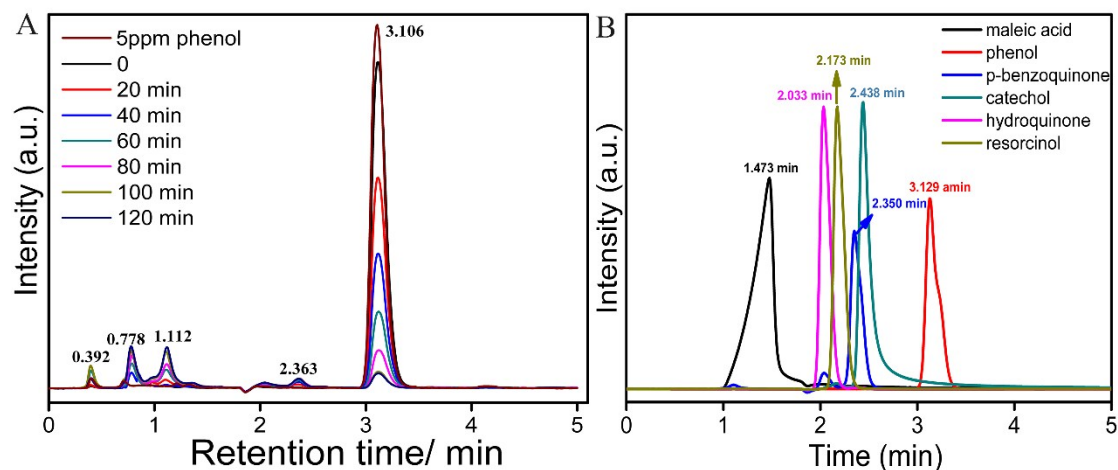 A
5ppm phenol
0
20 min
40 min
60 min
80 min
100 min
120 min
3.106
0.392
0.778
1.112
2.363
Intensity (a.u.)
0 1 2 3 4 5
Retention time/ min
B
maleic acid
phenol
p-benzoquinone
catechol
hydroquinone
resorcinol
2.173 min
2.033 min
2.438 min
1.473 min
3.129 amin
2.350 min
Intensity (a.u.)
0 1 2 3 4 5
Time (min)